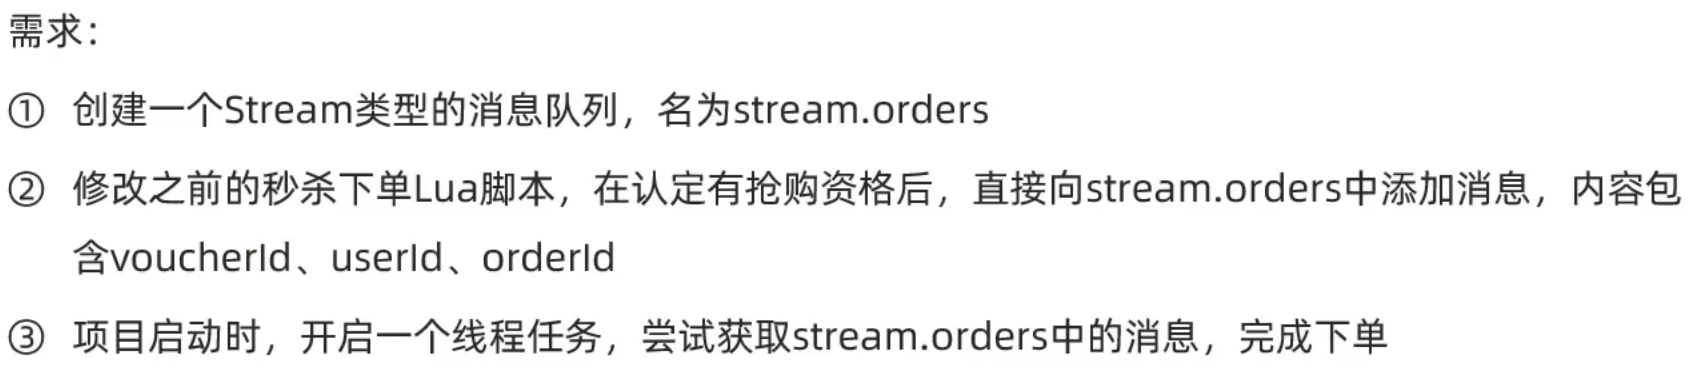 需求：
① 创建一个Stream类型的消息队列，名为stream.orders
② 修改之前的秒杀下单Lua脚本，在认定有抢购资格后，直接向stream.orders中添加消息，内容包
含voucherId、userId、orderId
③ 项目启动时，开启一个线程任务，尝试获取stream.orders中的消息，完成下单